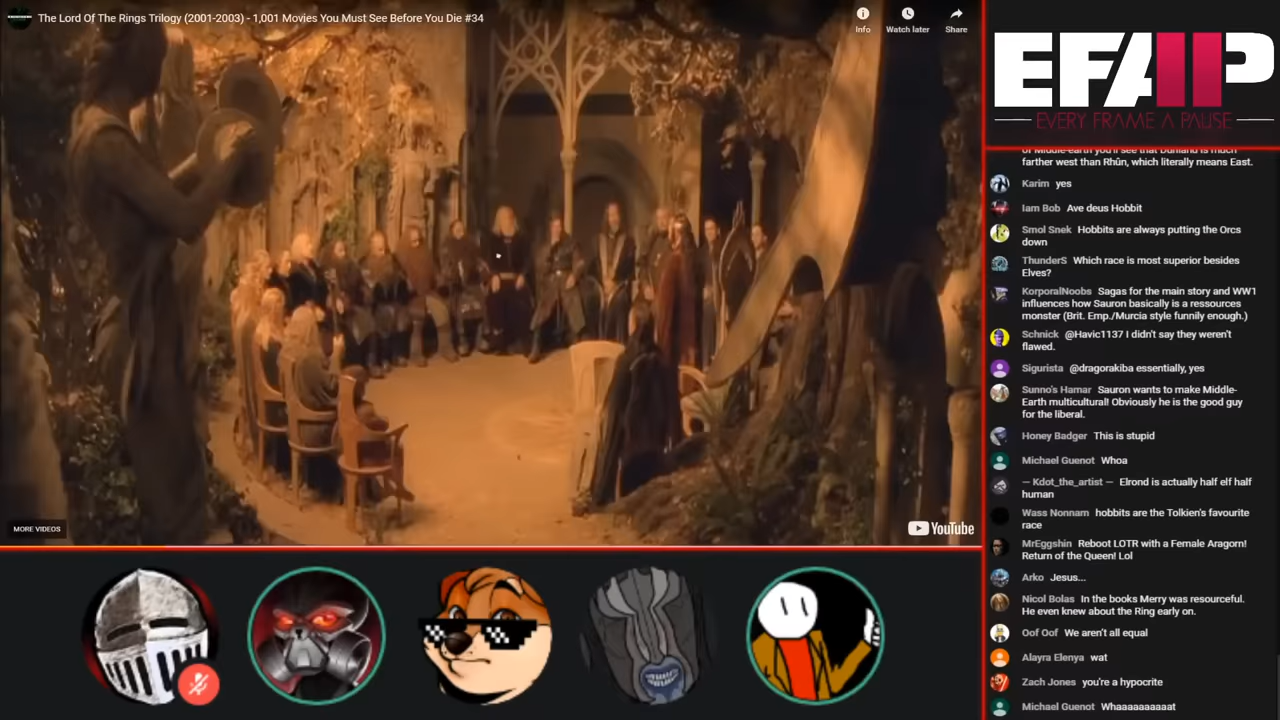 The Lord Of The Rings Trilogy (2001-2003) - 1,001 Movies You Must See Before You Die #34
Info
Watch later
Share
MORE VIDEOS
YouTube
EFAP
EVERY FRAME A PAUSE
of Middle-earth you'll see that Dunland is much
farther west than Rhûn, which literally means East.
Karim yes
Iam Bob Ave deus Hobbit
Smol Snek Hobbits are always putting the Orcs
down
ThunderS Which race is most superior besides
Elves?
KorporalNoobs Sagas for the main story and WW1
influences how Sauron basically is a ressources
monster (Brit. Emp./Murcia style funnily enough.)
Schnick @Havic1137 I didn't say they weren't
flawed.
Sigurista @dragorakiba essentially, yes
Sunno's Hamar Sauron wants to make Middle-
Earth multicultural! Obviously he is the good guy
for the liberal.
Honey Badger This is stupid
Michael Guenot Whoa
— Kdot_the_artist — Elrond is actually half elf half
human
Wass Nonnam hobbits are the Tolkien's favourite
race
MrEggshin Reboot LOTR with a Female Aragorn!
Return of the Queen! Lol
Arko Jesus...
Nicol Bolas In the books Merry was resourceful.
He even knew about the Ring early on.
Oof Oof We aren't all equal
Alayra Elenya wat
Zach Jones you're a hypocrite
Michael Guenot Whaaaaaaaaaat